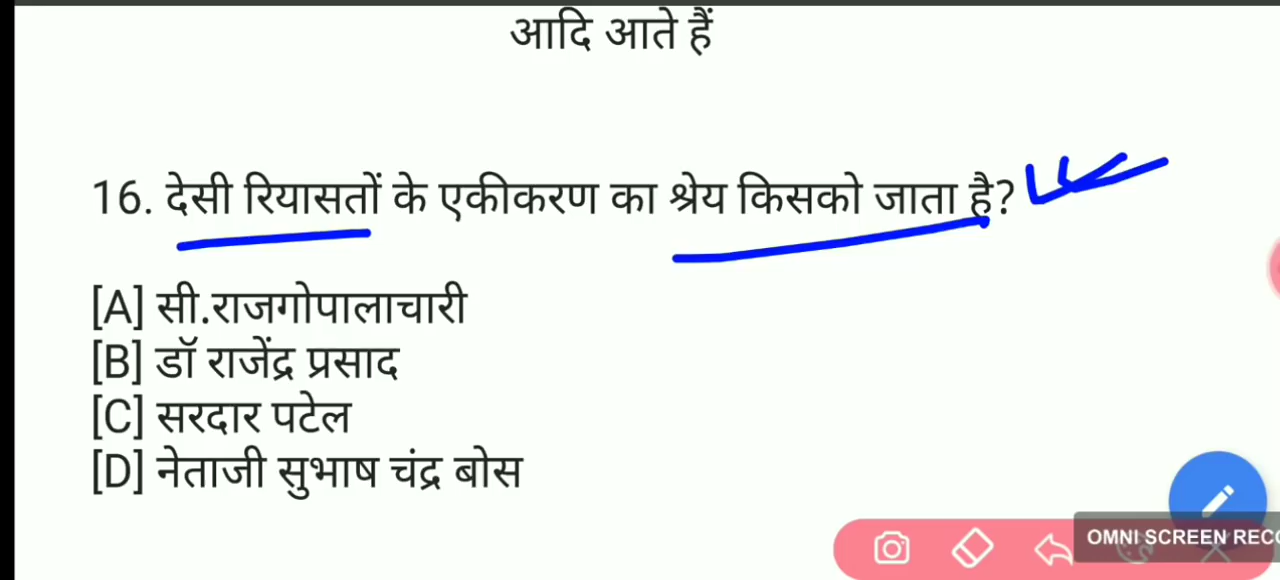 आदि आते हैं
16. देसी रियासतों के एकीकरण का श्रेय किसको जाता है?
[A] सी.राजगोपालाचारी
[B] डॉ राजेंद्र प्रसाद
[C] सरदार पटेल
[D] नेताजी सुभाष चंद्र बोस
OMNI SCREEN REC